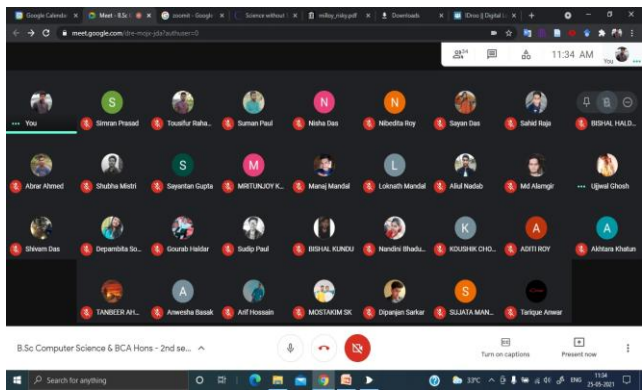 Google Calenda
Meet - B.Sc
zoomit - Google
Science without
milloy_risky.pdf
Downloads
IDroo || Digital
meet.google.com/dre-mojx-jda?authuser=0
34
11:34 AM
You
You
S
Simran Prasad
Tousifur Raha...
Suman Paul
N
Nisha Das
N
Nibedita Roy
Sayan Das
Sahid Raja
BISHAL HALD...
Abrar Ahmed
Shubha Mistri
S
Sayantan Gupta
M
MRITUNJOY K...
Manoj Mandal
L
Loknath Mandal
Aliul Nadab
Md Alamgir
Ujjwal Ghosh
Shivam Das
Depambita So...
Gourab Haldar
Sudip Paul
BISHAL KUNDU
Nandini Bhadu...
K
KOUSHIK CHO...
A
ADITI ROY
A
Akhtara Khatun
TANBEER AH...
A
Anwesha Basak
Arif Hossain
MOSTAKIM SK
Dipanjan Sarkar
S
SUJATA MAN...
Tarique Anwar
B.Sc Computer Science & BCA Hons - 2nd se...
Turn on captions
Present now
Search for anything
33°C
ENG
11:34
25-05-2021